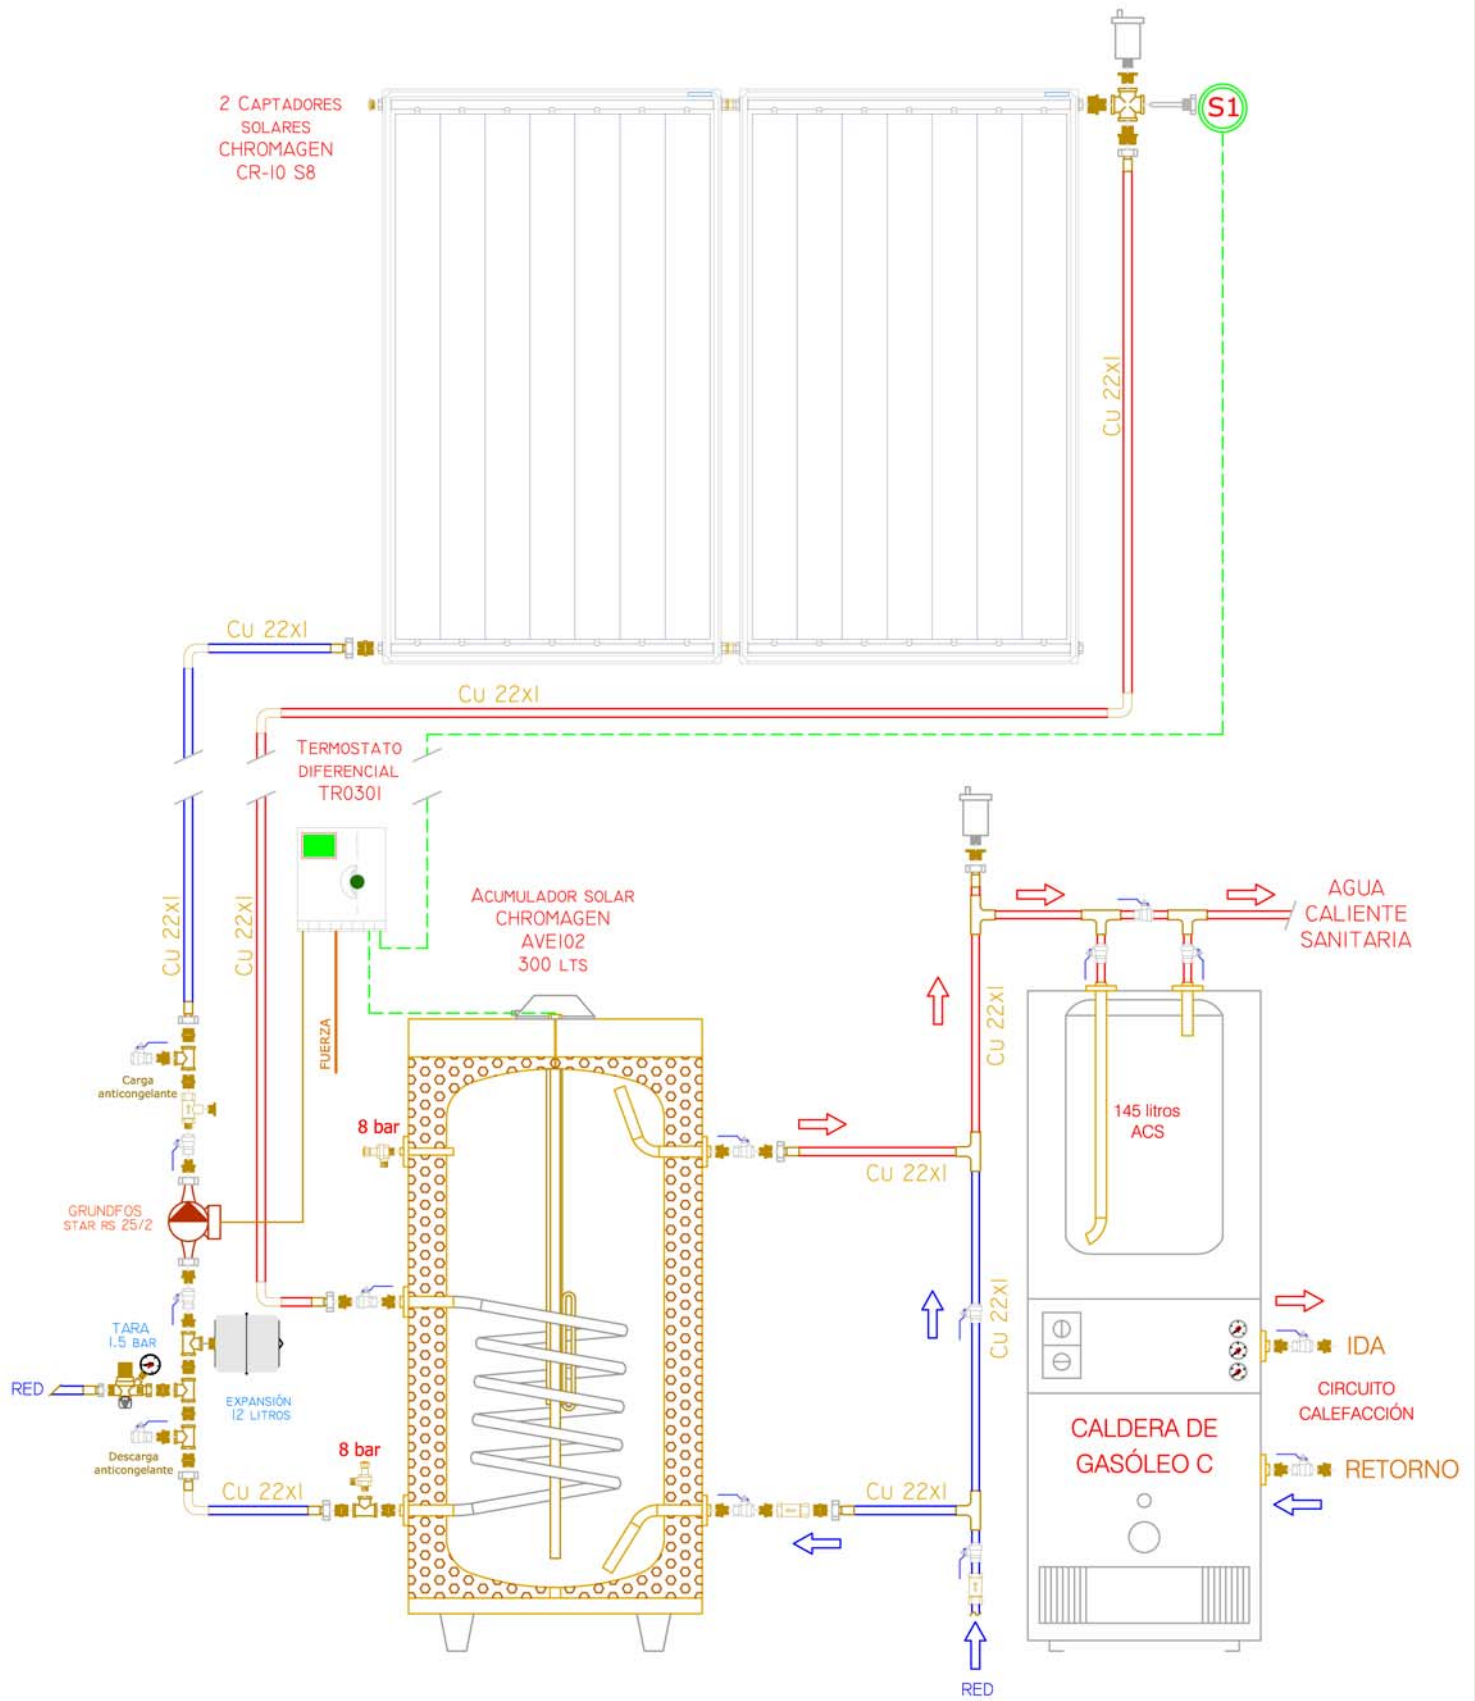 2 CAPTADORES
SOLARES
CHROMAGEN
CR-10 S8
S1
Cu 22x1
Cu 22x1
Cu 22x1
TERMOSTATO
DIFERENCIAL
TR0301
ACUMULADOR SOLAR
CHROMAGEN
AVE102
300 LTS
AGUA
CALIENTE
SANITARIA
Cu 22x1
Cu 22x1
Cu 22x1
FUERZA
Carga
anticongelante
8 bar
145 litros
ACS
Cu 22x1
GRUNDFOS
STAR RS 25/2
Cu 22x1
TARA
1.5 BAR
RED
EXPANSIÓN
12 LITROS
IDA
CIRCUITO
CALEFACCIÓN
CALDERA DE
GASÓLEO C
RETORNO
Descarga
anticongelante
8 bar
Cu 22x1
Cu 22x1
RED